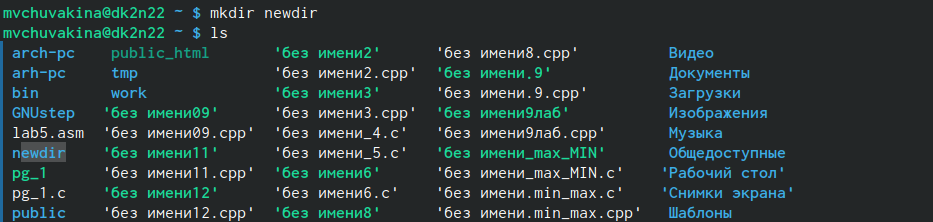 mvchuvakina@dk2n22 ~ $ mkdir newdir
mvchuvakina@dk2n22 ~ $ ls
arch-pc public_html 'без имени2' 'без имени8.cpp' Видео
arh-pc tmp 'без имени2.cpp' 'без имени.9' Документы
bin work 'без имени3' 'без имени.9.cpp' Загрузки
GNUstep 'без имени09' 'без имени3.cpp' 'без имени9лаб' Изображения
lab5.asm 'без имени09.cpp' 'без имени_4.c' 'без имени9лаб.cpp' Музыка
newdir 'без имени11' 'без имени_5.c' 'без имени_max_MIN' Общедоступные
pg_1 'без имени11.cpp' 'без имени6' 'без имени_max_MIN.c' 'Рабочий стол'
pg_1.c 'без имени12' 'без имени6.c' 'без имени.min_max.c' 'Снимки экрана'
public 'без имени12.cpp' 'без имени8' 'без имени.min_max.cpp' Шаблоны